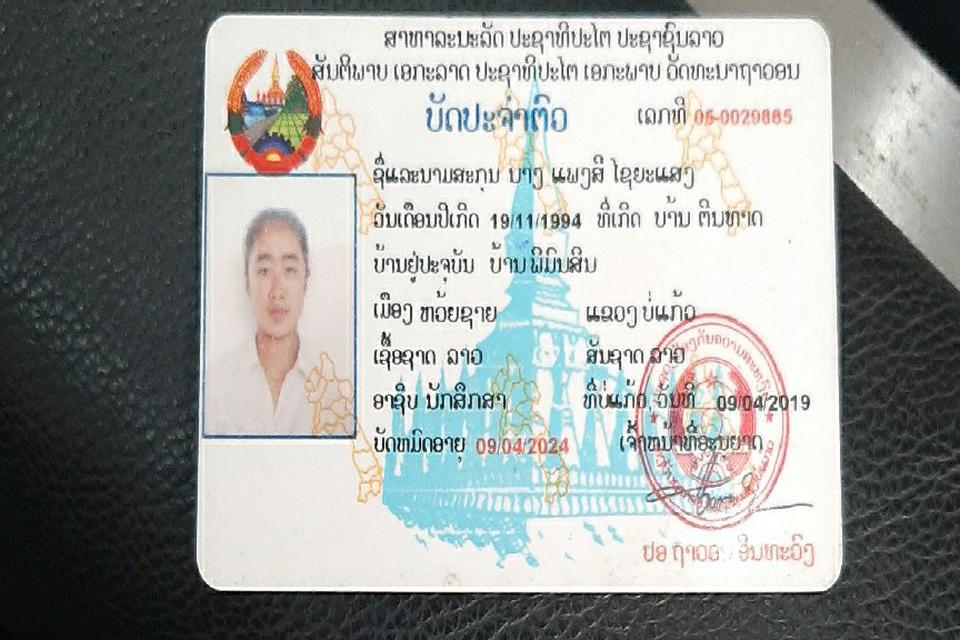 ສາທາລະນະລັດ ປະຊາທິປະໄຕ ປະຊາຊົນລາວ
ສັນຕິພາບ ເອກະລາດ ປະຊາທິປະໄຕ ເອກະພາບ ວັດທະນາຖາວອນ
ບັດປະຈຳຕົວ
ເລກທີ 05-0020885
ຊື່ແລະນາມສະກຸນ ນາງ ແພງສີ ໄຊຍະແສງ
ວັນເດືອນປີເກີດ 19/11/1994 ທີ່ເກີດ ບ້ານ ຕີນທາດ
ບ້ານຢູ່ປະຈຸບັນ ບ້ານ ພິມົນສິນ
ເມືອງ ຫວ້ຍຊາຍ ແຂວງ ບໍ່ແກ້ວ
ເຊື້ອຊາດ ລາວ ສັນຊາດ ລາວ
ອາຊີບ ນັກສຶກສາ ທີ່ບໍ່ແກ້ວ ວັນທີ 09/04/2019
ບັດຫມົດອາຍຸ 09/04/2024 ເຈົ້າຫນ້າທີ່ອະນຍາດ
ປອ ຖາວອນ ອິນທະວົງ